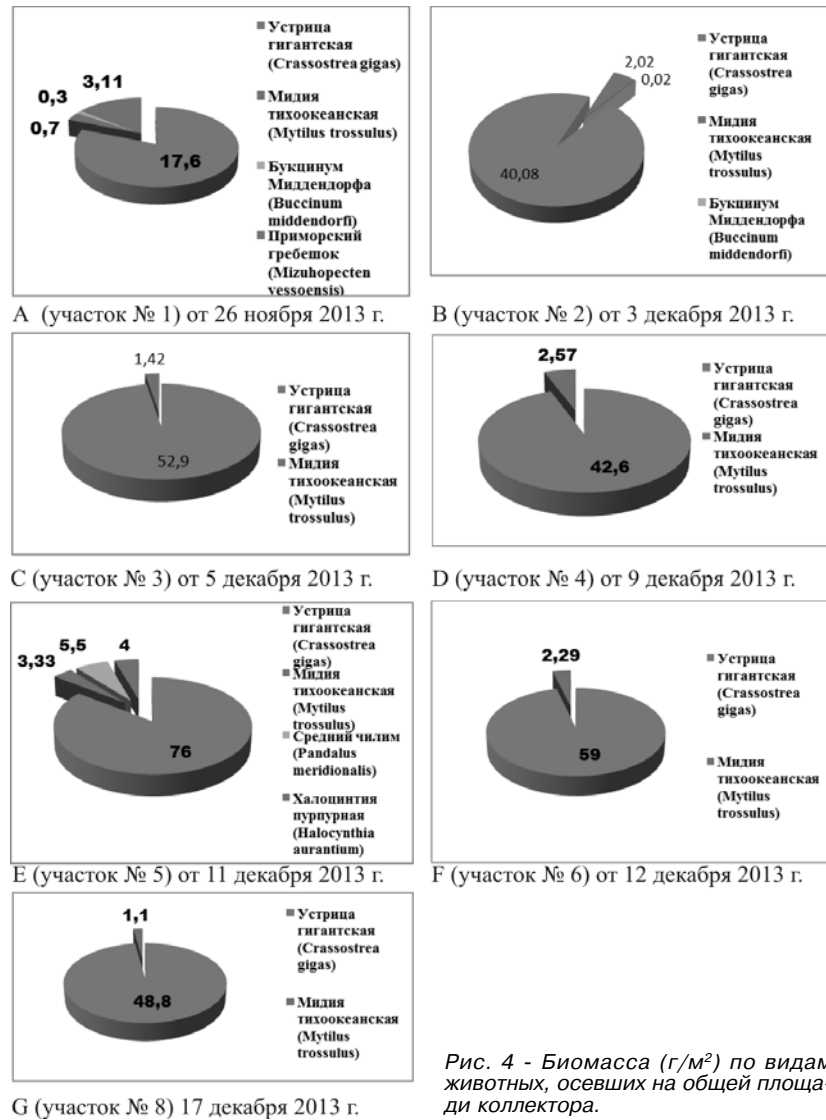 Устрица
гигантская
(Crassostrea gigas)
Мидия
тихоокеанская
(Mytilus trossulus)
Букцинум
Миддендорфа
(Buccinum
middendorfi)
Приморский
гребешок
(Mizuhopecten
yessoensis)
3,11
0,3
0,7
17,6
А (участок № 1) от 26 ноября 2013 г.
Устрица
гигантская
(Crassostrea
gigas)
Мидия
тихоокеанская
(Mytilus
trossulus)
Букцинум
Миддендорфа
(Buccinum
middendorfi)
2,02
0,02
40,08
B (участок № 2) от 3 декабря 2013 г.
1,42
52,9
Устрица
гигантская
(Crassostrea
gigas)
Мидия
тихоокеанская
(Mytilus
trossulus)
C (участок № 3) от 5 декабря 2013 г.
2,57
42,6
Устрица
гигантская
(Crassostrea
gigas)
Мидия
тихоокеанская
(Mytilus
trossulus)
D (участок № 4) от 9 декабря 2013 г.
3,33
5,5
4
76
Устрица
гигантская
(Crassostrea
gigas)
Мидия
тихоокеанская
(Mytilus
trossulus)
Средний чилим
(Pandalus
meridionalis)
Халоцинтия
пурпурная
(Halocynthia
aurantium)
E (участок № 5) от 11 декабря 2013 г.
2,29
59
Устрица
гигантская
(Crassostrea
gigas)
Мидия
тихоокеанская
(Mytilus
trossulus)
F (участок № 6) от 12 декабря 2013 г.
1,1
48,8
Устрица
гигантская
(Crassostrea
gigas)
Мидия
тихоокеанская
(Mytilus
trossulus)
G (участок № 8) 17 декабря 2013 г.
Рис. 4 - Биомасса (г/м²) по видам
животных, осевших на общей площа-
ди коллектора.